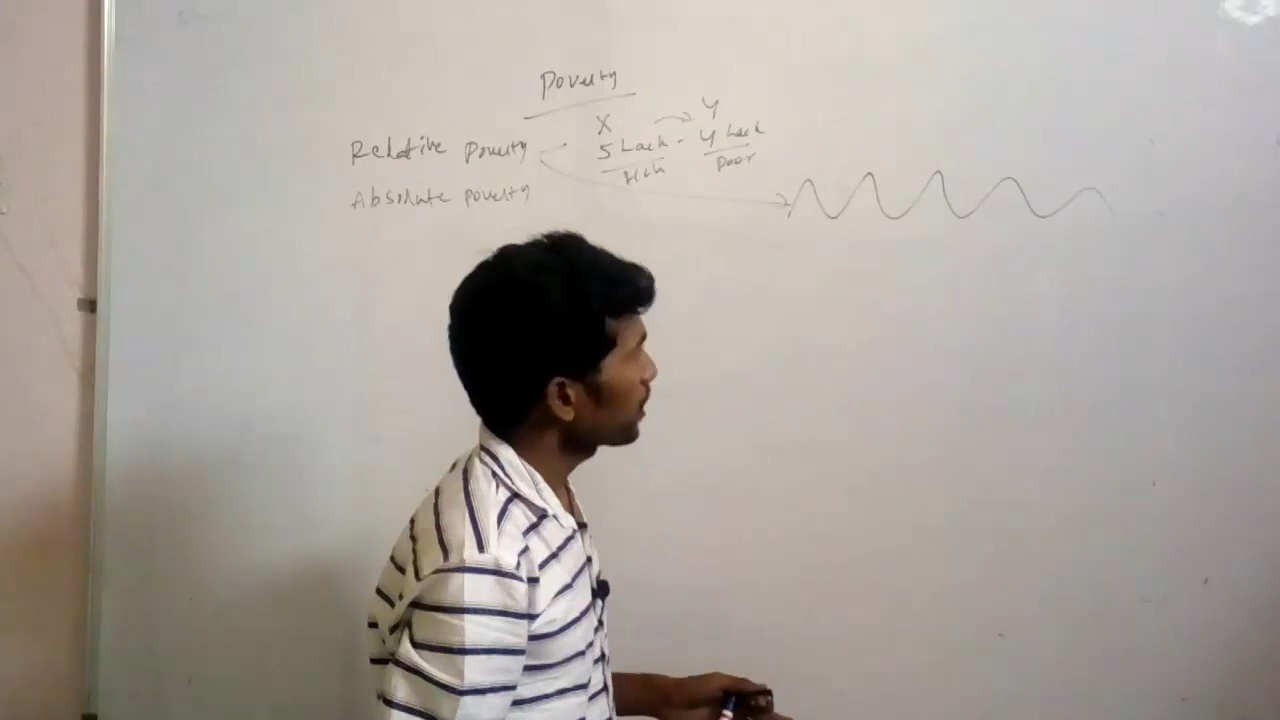 Poverty
X Y
Relative poverty 5 Lack - 4 Lack
Rich Poor
Absolute poverty